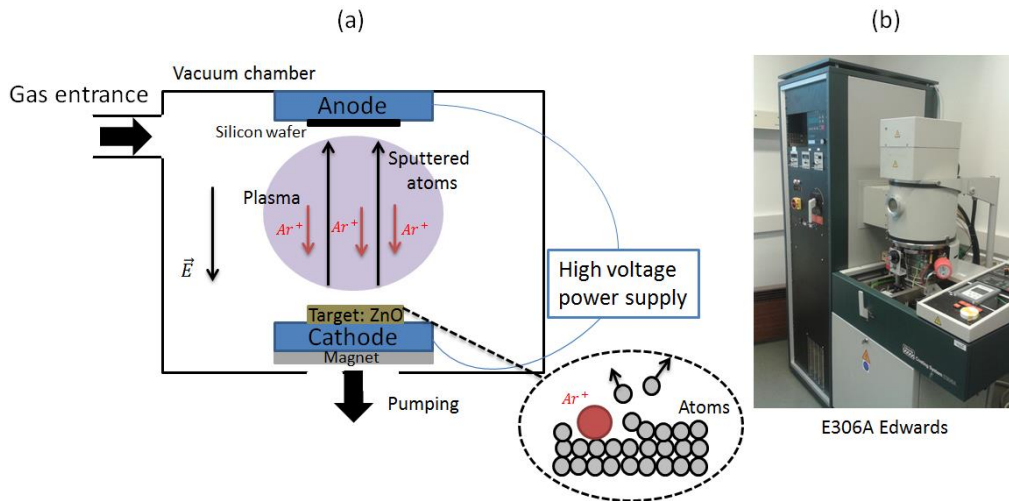 (a)
(b)
Vacuum chamber
Gas entrance
Anode
Silicon wafer
Sputtered
atoms
Plasma
Ar⁺
Ar⁺
Ar⁺
E⃗
High voltage
power supply
Target: ZnO
Cathode
Magnet
Pumping
Ar⁺
Atoms
E306A Edwards